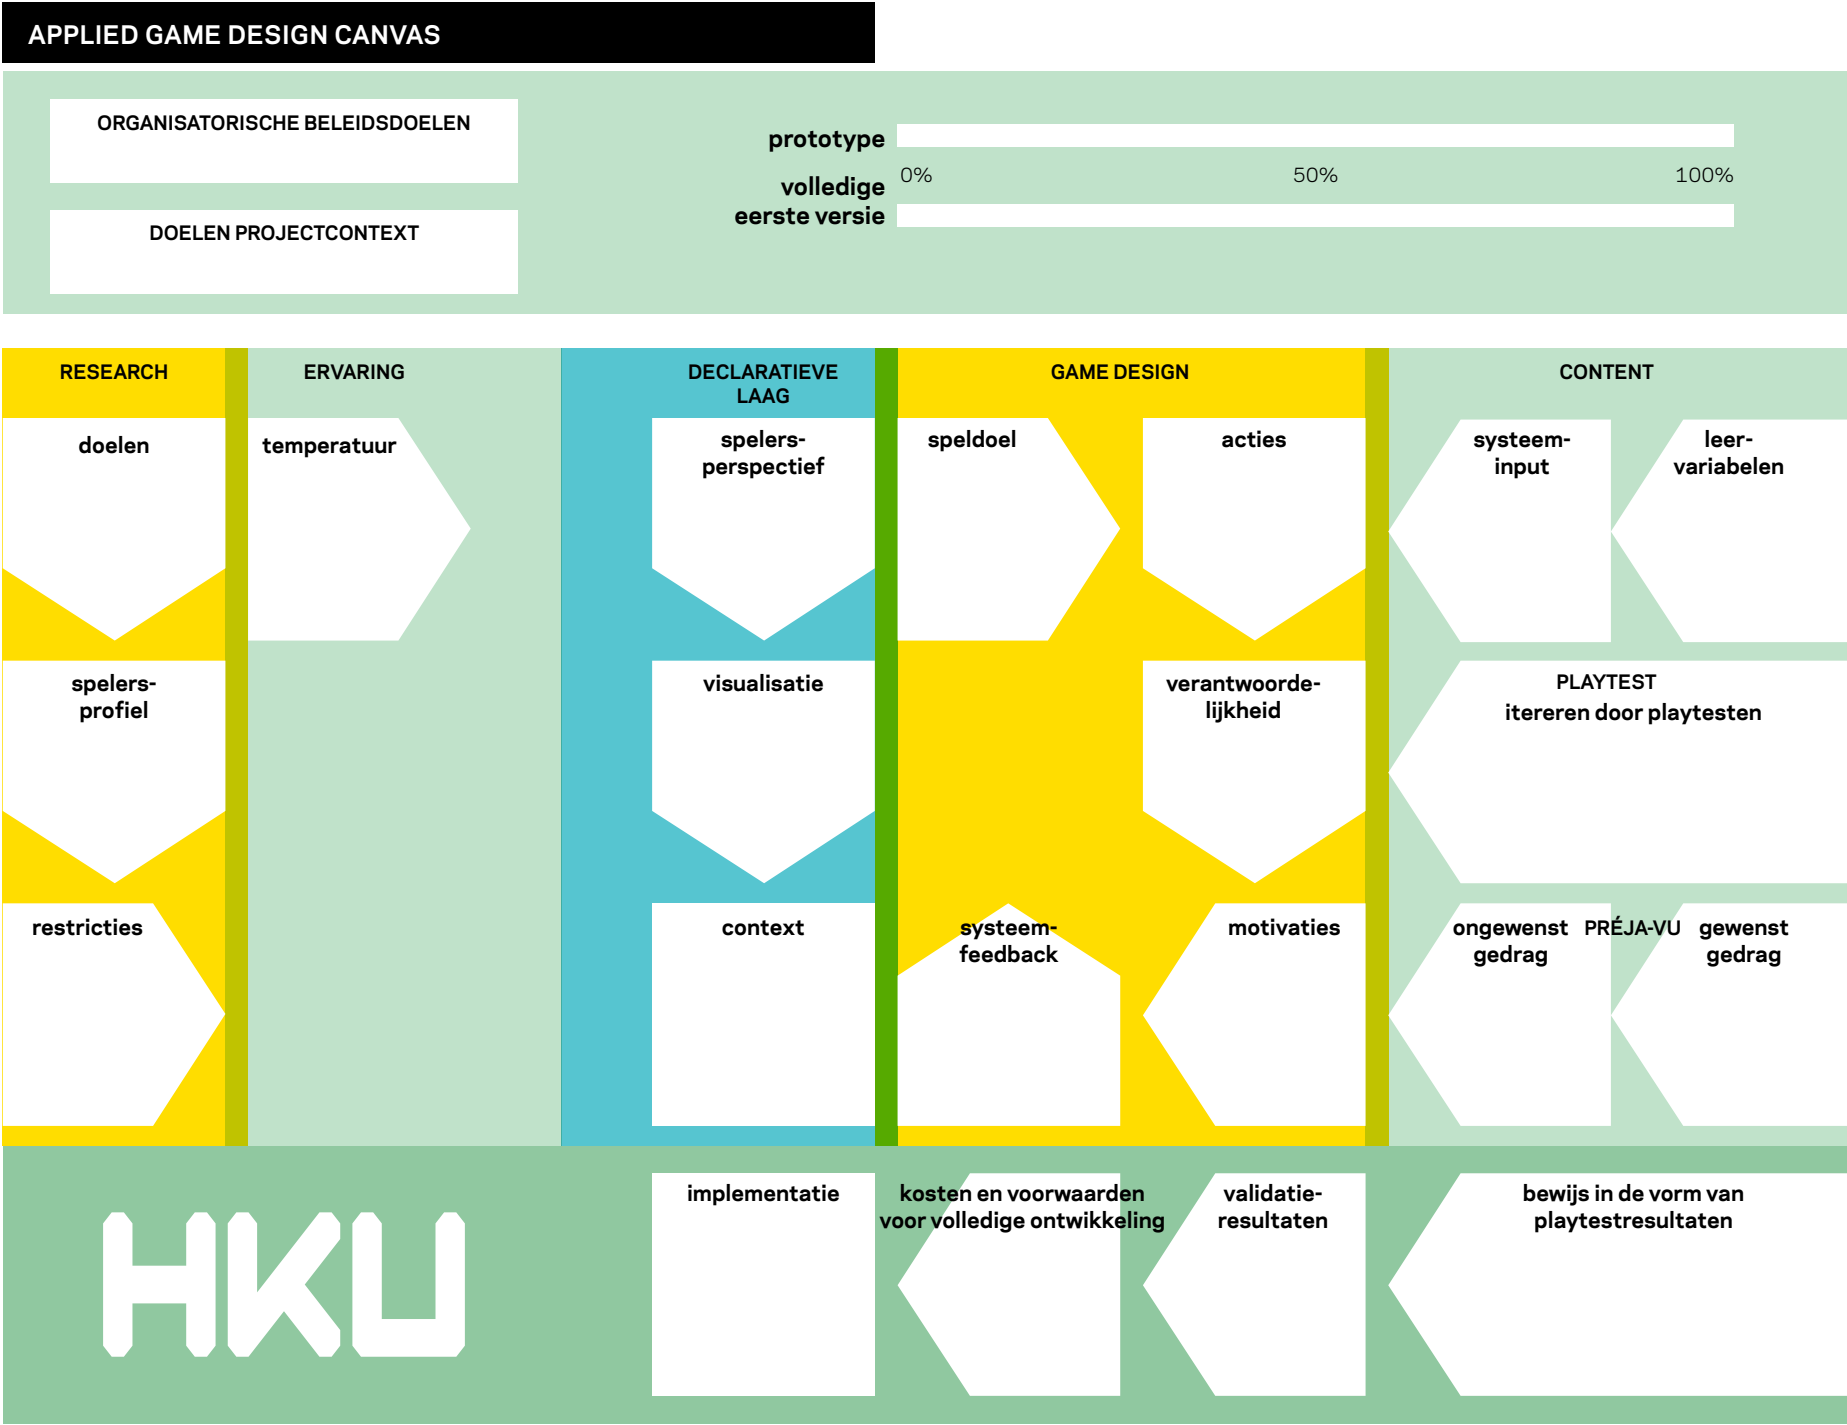 APPLIED GAME DESIGN CANVAS
ORGANISATORISCHE BELEIDSDOELEN
DOELEN PROJECTCONTEXT
prototype
0% 50% 100%
volledige
eerste versie
RESEARCH
doelen
spelers-
profiel
restricties
ERVARING
temperatuur
DECLARATIEVE
LAAG
spelers-
perspectief
visualisatie
context
GAME DESIGN
speldoel
acties
verantwoorde-
lijkheid
systeem-
feedback
motivaties
CONTENT
systeem-
input
leer-
variabelen
PLAYTEST
itereren door playtesten
ongewenst
gedrag
PRÉJA-VU
gewenst
gedrag
HKU
implementatie
kosten en voorwaarden
voor volledige ontwikkeling
validatie-
resultaten
bewijs in de vorm van
playtestresultaten